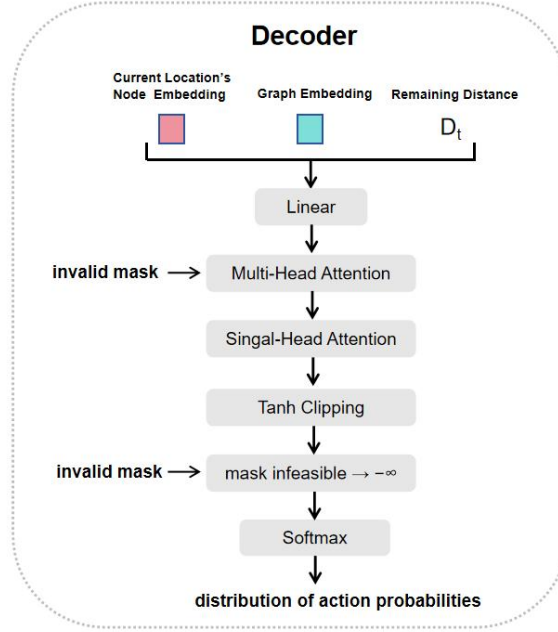 Decoder
Current Location's
Node Embedding
Graph Embedding
Remaining Distance
Dₜ
Linear
invalid mask
Multi-Head Attention
Singal-Head Attention
Tanh Clipping
invalid mask
mask infeasible → −∞
Softmax
distribution of action probabilities